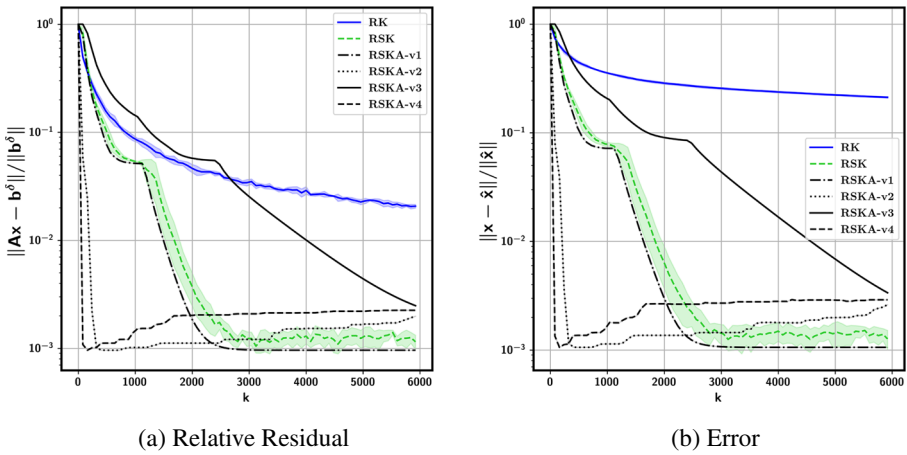 10⁰
10⁻¹
10⁻²
10⁻³
||Ax − b^δ||/||b^δ||
RK
RSK
RSKA-v1
RSKA-v2
RSKA-v3
RSKA-v4
0 1000 2000 3000 4000 5000 6000
k
(a) Relative Residual
10⁰
10⁻¹
10⁻²
10⁻³
||x − x̂||/||x̂||
RK
RSK
RSKA-v1
RSKA-v2
RSKA-v3
RSKA-v4
0 1000 2000 3000 4000 5000 6000
k
(b) Error